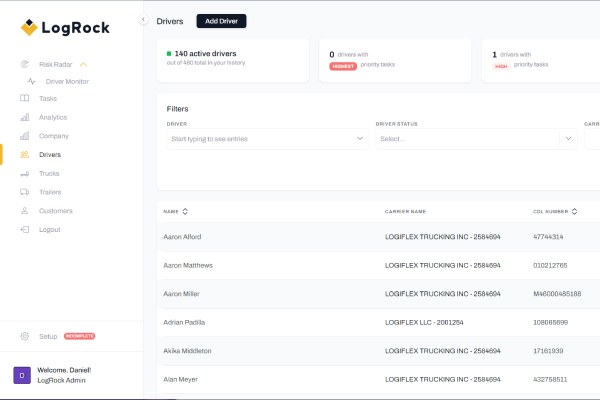 LogRock
Risk Radar
Driver Monitor
Tasks
Analytics
Company
Drivers
Trucks
Trailers
Customers
Logout
Setup INCOMPLETE
D
Welcome, Daniel!
LogRock Admin
Drivers
Add Driver
140 active drivers
out of 480 total in your history
0 drivers with
HIGHEST priority tasks
1 drivers with
HIGH priority tasks
Filters
DRIVER
DRIVER STATUS
CARR
Start typing to see entries
Select...
NAME CARRIER NAME CDL NUMBER
Aaron Alford LOGIFLEX TRUCKING INC - 2584694 47744314
Aaron Matthews LOGIFLEX TRUCKING INC - 2584694 010212765
Aaron Miller LOGIFLEX TRUCKING INC - 2584694 M46000485188
Adrian Padilla LOGIFLEX LLC - 2001254 108065899
Akika Middleton LOGIFLEX TRUCKING INC - 2584694 17161939
Alan Meyer LOGIFLEX TRUCKING INC - 2584694 432758511